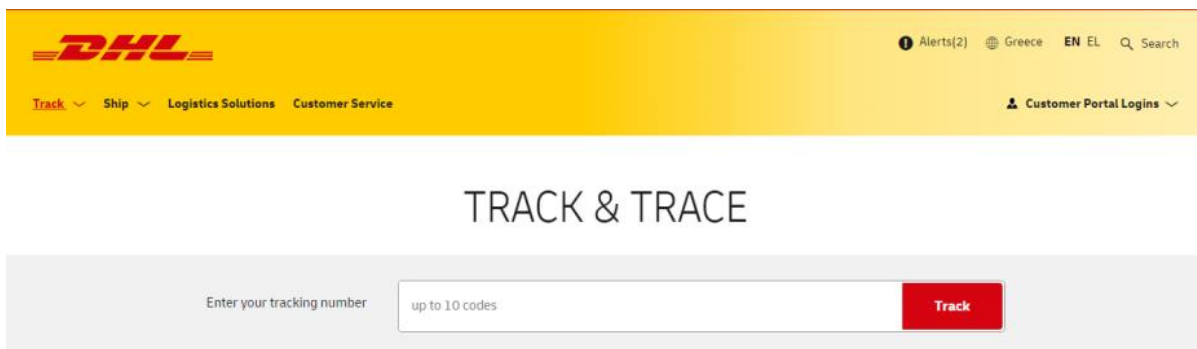 DHL
Alerts(2) Greece EN EL Search
Track Ship Logistics Solutions Customer Service
Customer Portal Logins
TRACK & TRACE
Enter your tracking number
up to 10 codes
Track